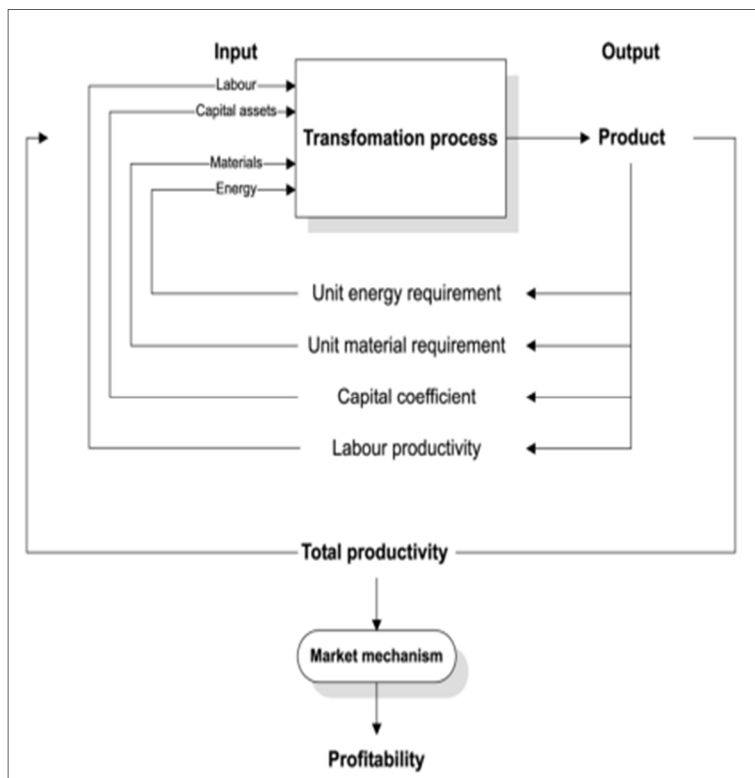 Input
Output
Labour
Capital assets
Transfomation process
Product
Materials
Energy
Unit energy requirement
Unit material requirement
Capital coefficient
Labour productivity
Total productivity
Market mechanism
Profitability